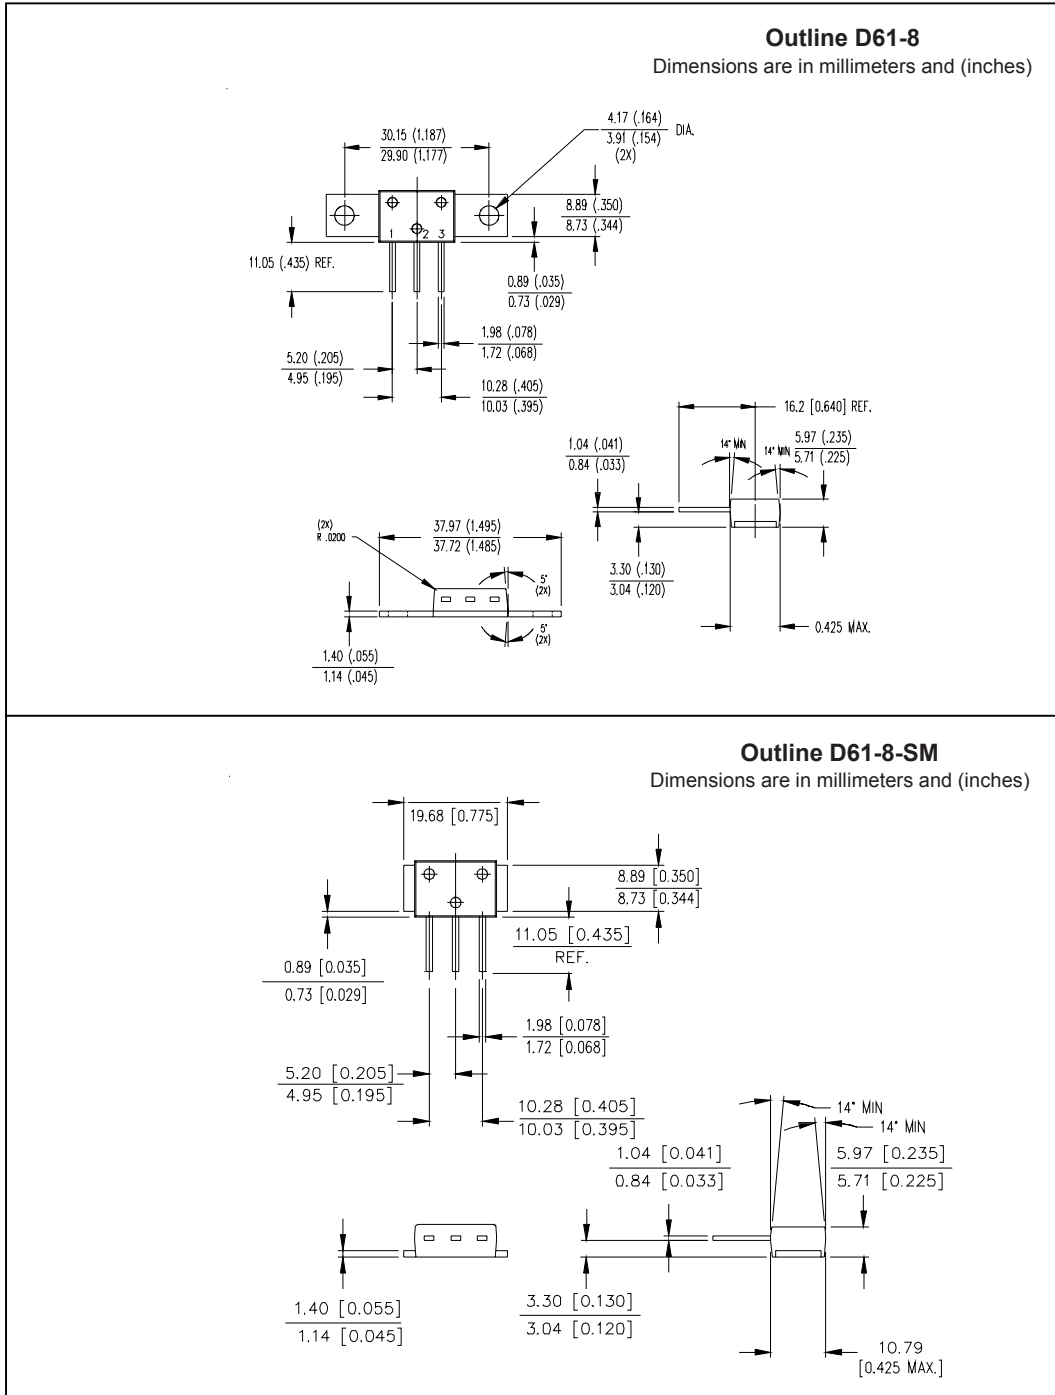 Outline D61-8
Dimensions are in millimeters and (inches)
4.17 (.164)
3.91 (.154)
(2X)
DIA.
30.15 (1.187)
29.90 (1.177)
8.89 (.350)
8.73 (.344)
1 2 3
11.05 (.435) REF.
0.89 (.035)
0.73 (.029)
1.98 (.078)
1.72 (.068)
5.20 (.205)
4.95 (.195)
10.28 (.405)
10.03 (.395)
16.2 [0.640] REF.
1.04 (.041)
0.84 (.033)
14° MIN
14° MIN
5.97 (.235)
5.71 (.225)
(2X)
R .0200
37.97 (1.495)
37.72 (1.485)
5°
(2X)
3.30 (.130)
3.04 (.120)
5°
(2X)
0.425 MAX.
1.40 (.055)
1.14 (.045)
Outline D61-8-SM
Dimensions are in millimeters and (inches)
19.68 [0.775]
8.89 [0.350]
8.73 [0.344]
11.05 [0.435]
REF.
0.89 [0.035]
0.73 [0.029]
1.98 [0.078]
1.72 [0.068]
5.20 [0.205]
4.95 [0.195]
10.28 [0.405]
10.03 [0.395]
14° MIN
14° MIN
1.04 [0.041]
0.84 [0.033]
5.97 [0.235]
5.71 [0.225]
1.40 [0.055]
1.14 [0.045]
3.30 [0.130]
3.04 [0.120]
10.79
[0.425 MAX.]